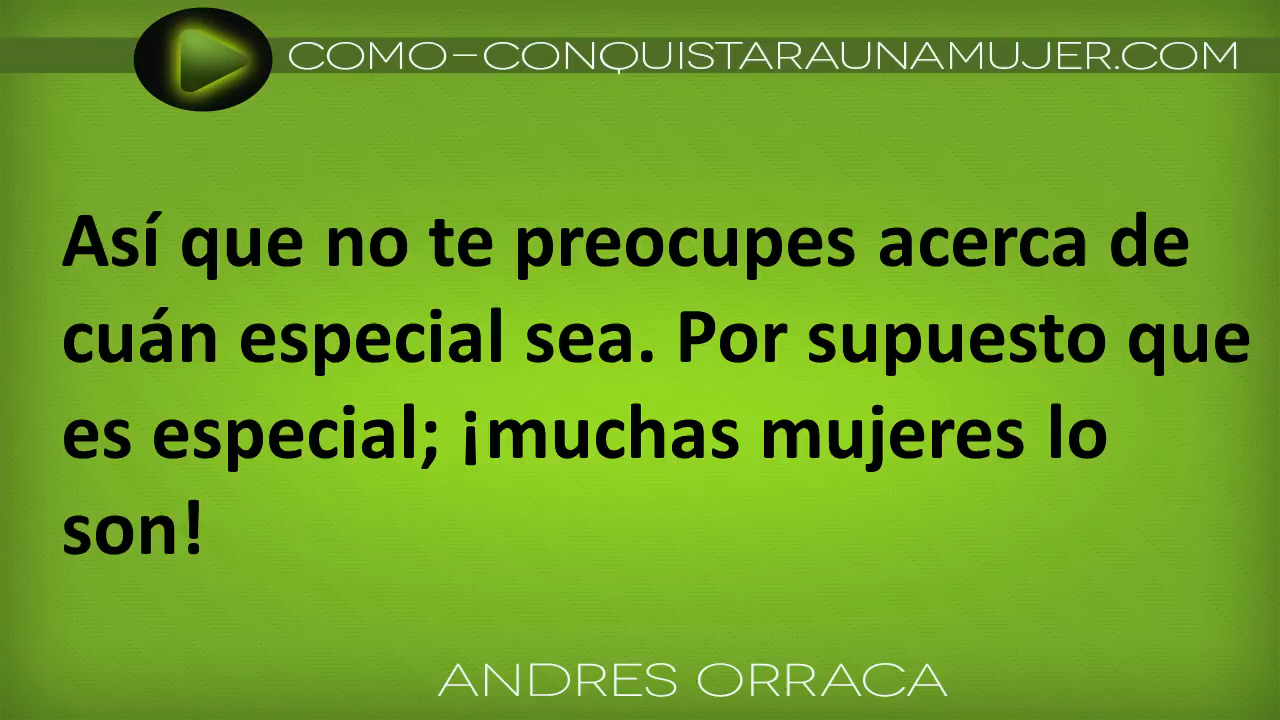 COMO-CONQUISTARAUNAMUJER.COM
Así que no te preocupes acerca de
cuán especial sea. Por supuesto que
es especial; ¡muchas mujeres lo
son!
ANDRES ORRACA